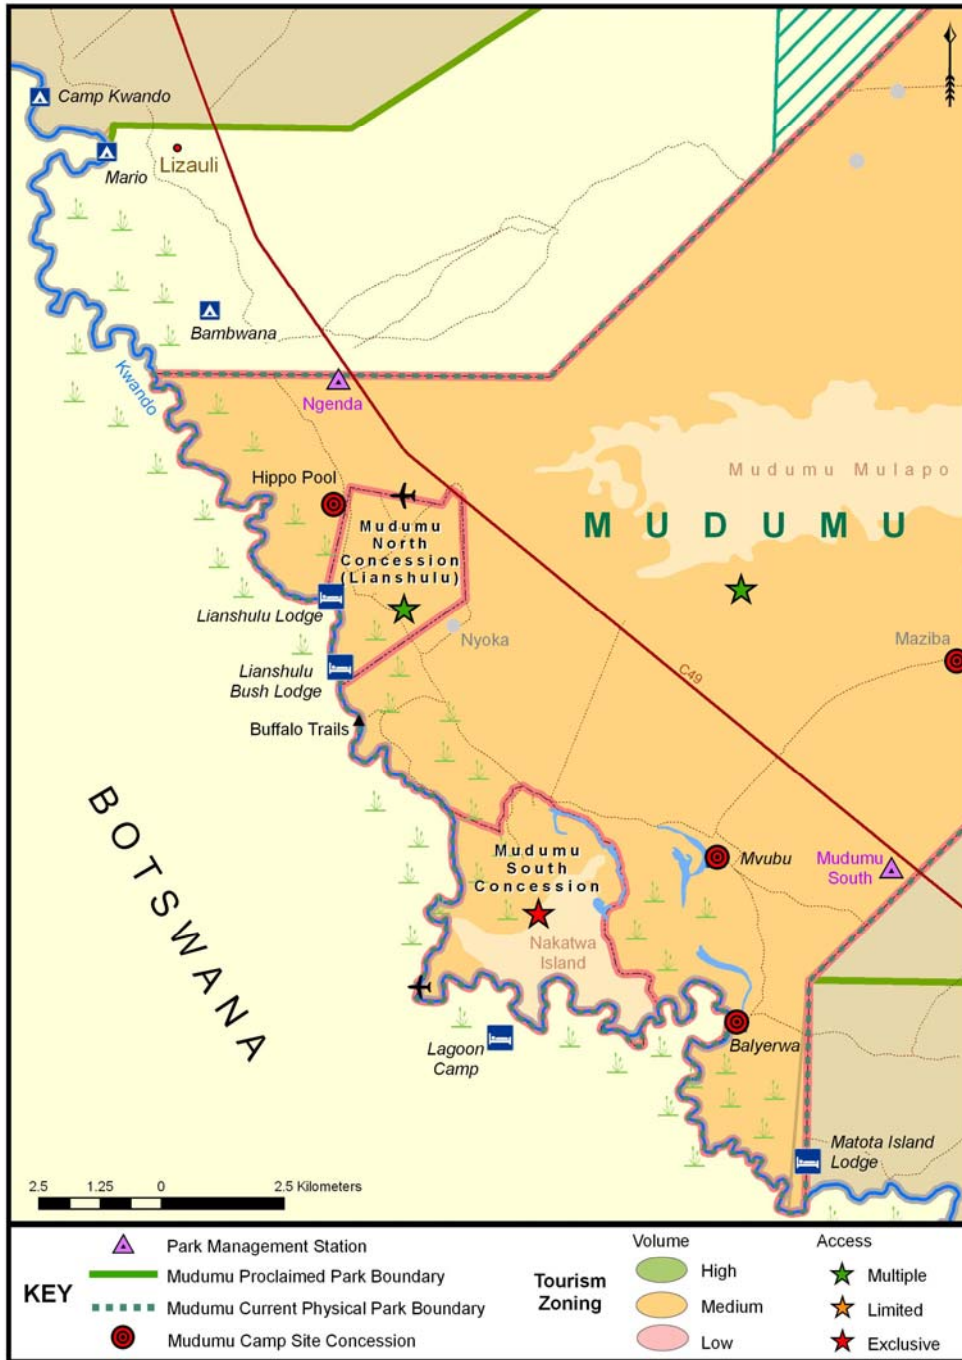 Camp Kwando
Lizauli
Mario
Bambwana
Kwando
Ngenda
Mudumu Mulapo
Hippo Pool
MUDUMU
Mudumu
North
Concession
(Lianshulu)
Lianshulu Lodge
Nyoka
Maziba
Lianshulu
Bush Lodge
C49
Buffalo Trails
BOTSWANA
Mudumu
South
Concession
Mvubu
Mudumu
South
Nakatwa
Island
Lagoon
Camp
Balyerwa
Matota Island
Lodge
2.5 1.25 0 2.5 Kilometers
KEY
Park Management Station
Mudumu Proclaimed Park Boundary
Mudumu Current Physical Park Boundary
Mudumu Camp Site Concession
Tourism
Zoning
Volume
High
Medium
Low
Access
Multiple
Limited
Exclusive